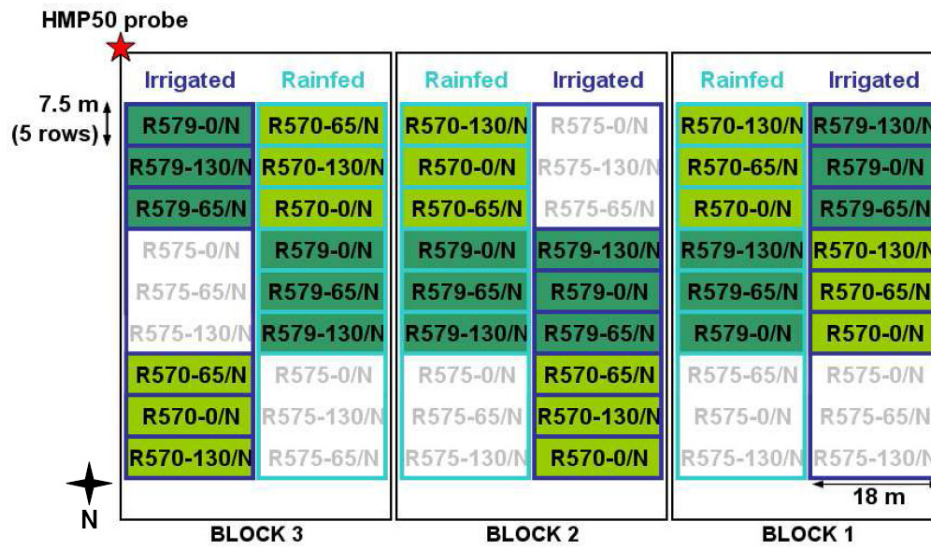 HMP50 probe
Irrigated Rainfed Rainfed Irrigated Rainfed Irrigated
7.5 m
(5 rows)
R579-0/N R570-65/N R570-130/N R575-0/N R570-130/N R579-130/N
R579-130/N R570-130/N R570-0/N R575-130/N R570-65/N R579-0/N
R579-65/N R570-0/N R570-65/N R575-65/N R570-0/N R579-65/N
R575-0/N R579-0/N R579-0/N R579-130/N R579-130/N R570-130/N
R575-65/N R579-65/N R579-65/N R579-0/N R579-65/N R570-65/N
R575-130/N R579-130/N R579-130/N R579-65/N R579-0/N R570-0/N
R570-65/N R575-0/N R575-0/N R570-65/N R575-65/N R575-0/N
R570-0/N R575-130/N R575-65/N R570-130/N R575-0/N R575-65/N
R570-130/N R575-65/N R575-130/N R570-0/N R575-130/N R575-130/N
N
18 m
BLOCK 3 BLOCK 2 BLOCK 1